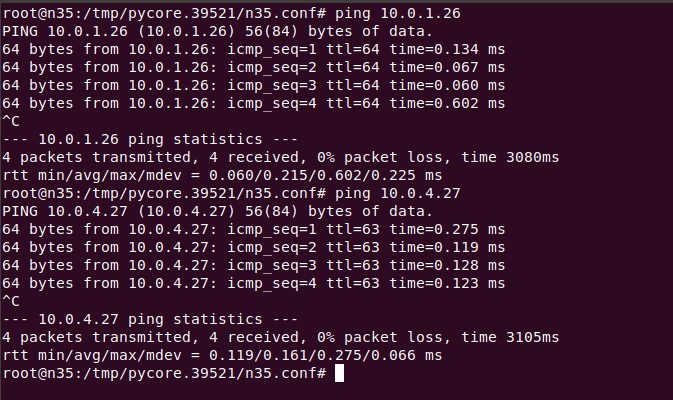 root@n35:/tmp/pycore.39521/n35.conf# ping 10.0.1.26
PING 10.0.1.26 (10.0.1.26) 56(84) bytes of data.
64 bytes from 10.0.1.26: icmp_seq=1 ttl=64 time=0.134 ms
64 bytes from 10.0.1.26: icmp_seq=2 ttl=64 time=0.067 ms
64 bytes from 10.0.1.26: icmp_seq=3 ttl=64 time=0.060 ms
64 bytes from 10.0.1.26: icmp_seq=4 ttl=64 time=0.602 ms
^C
--- 10.0.1.26 ping statistics ---
4 packets transmitted, 4 received, 0% packet loss, time 3080ms
rtt min/avg/max/mdev = 0.060/0.215/0.602/0.225 ms
root@n35:/tmp/pycore.39521/n35.conf# ping 10.0.4.27
PING 10.0.4.27 (10.0.4.27) 56(84) bytes of data.
64 bytes from 10.0.4.27: icmp_seq=1 ttl=63 time=0.275 ms
64 bytes from 10.0.4.27: icmp_seq=2 ttl=63 time=0.119 ms
64 bytes from 10.0.4.27: icmp_seq=3 ttl=63 time=0.128 ms
64 bytes from 10.0.4.27: icmp_seq=4 ttl=63 time=0.123 ms
^C
--- 10.0.4.27 ping statistics ---
4 packets transmitted, 4 received, 0% packet loss, time 3105ms
rtt min/avg/max/mdev = 0.119/0.161/0.275/0.066 ms
root@n35:/tmp/pycore.39521/n35.conf#